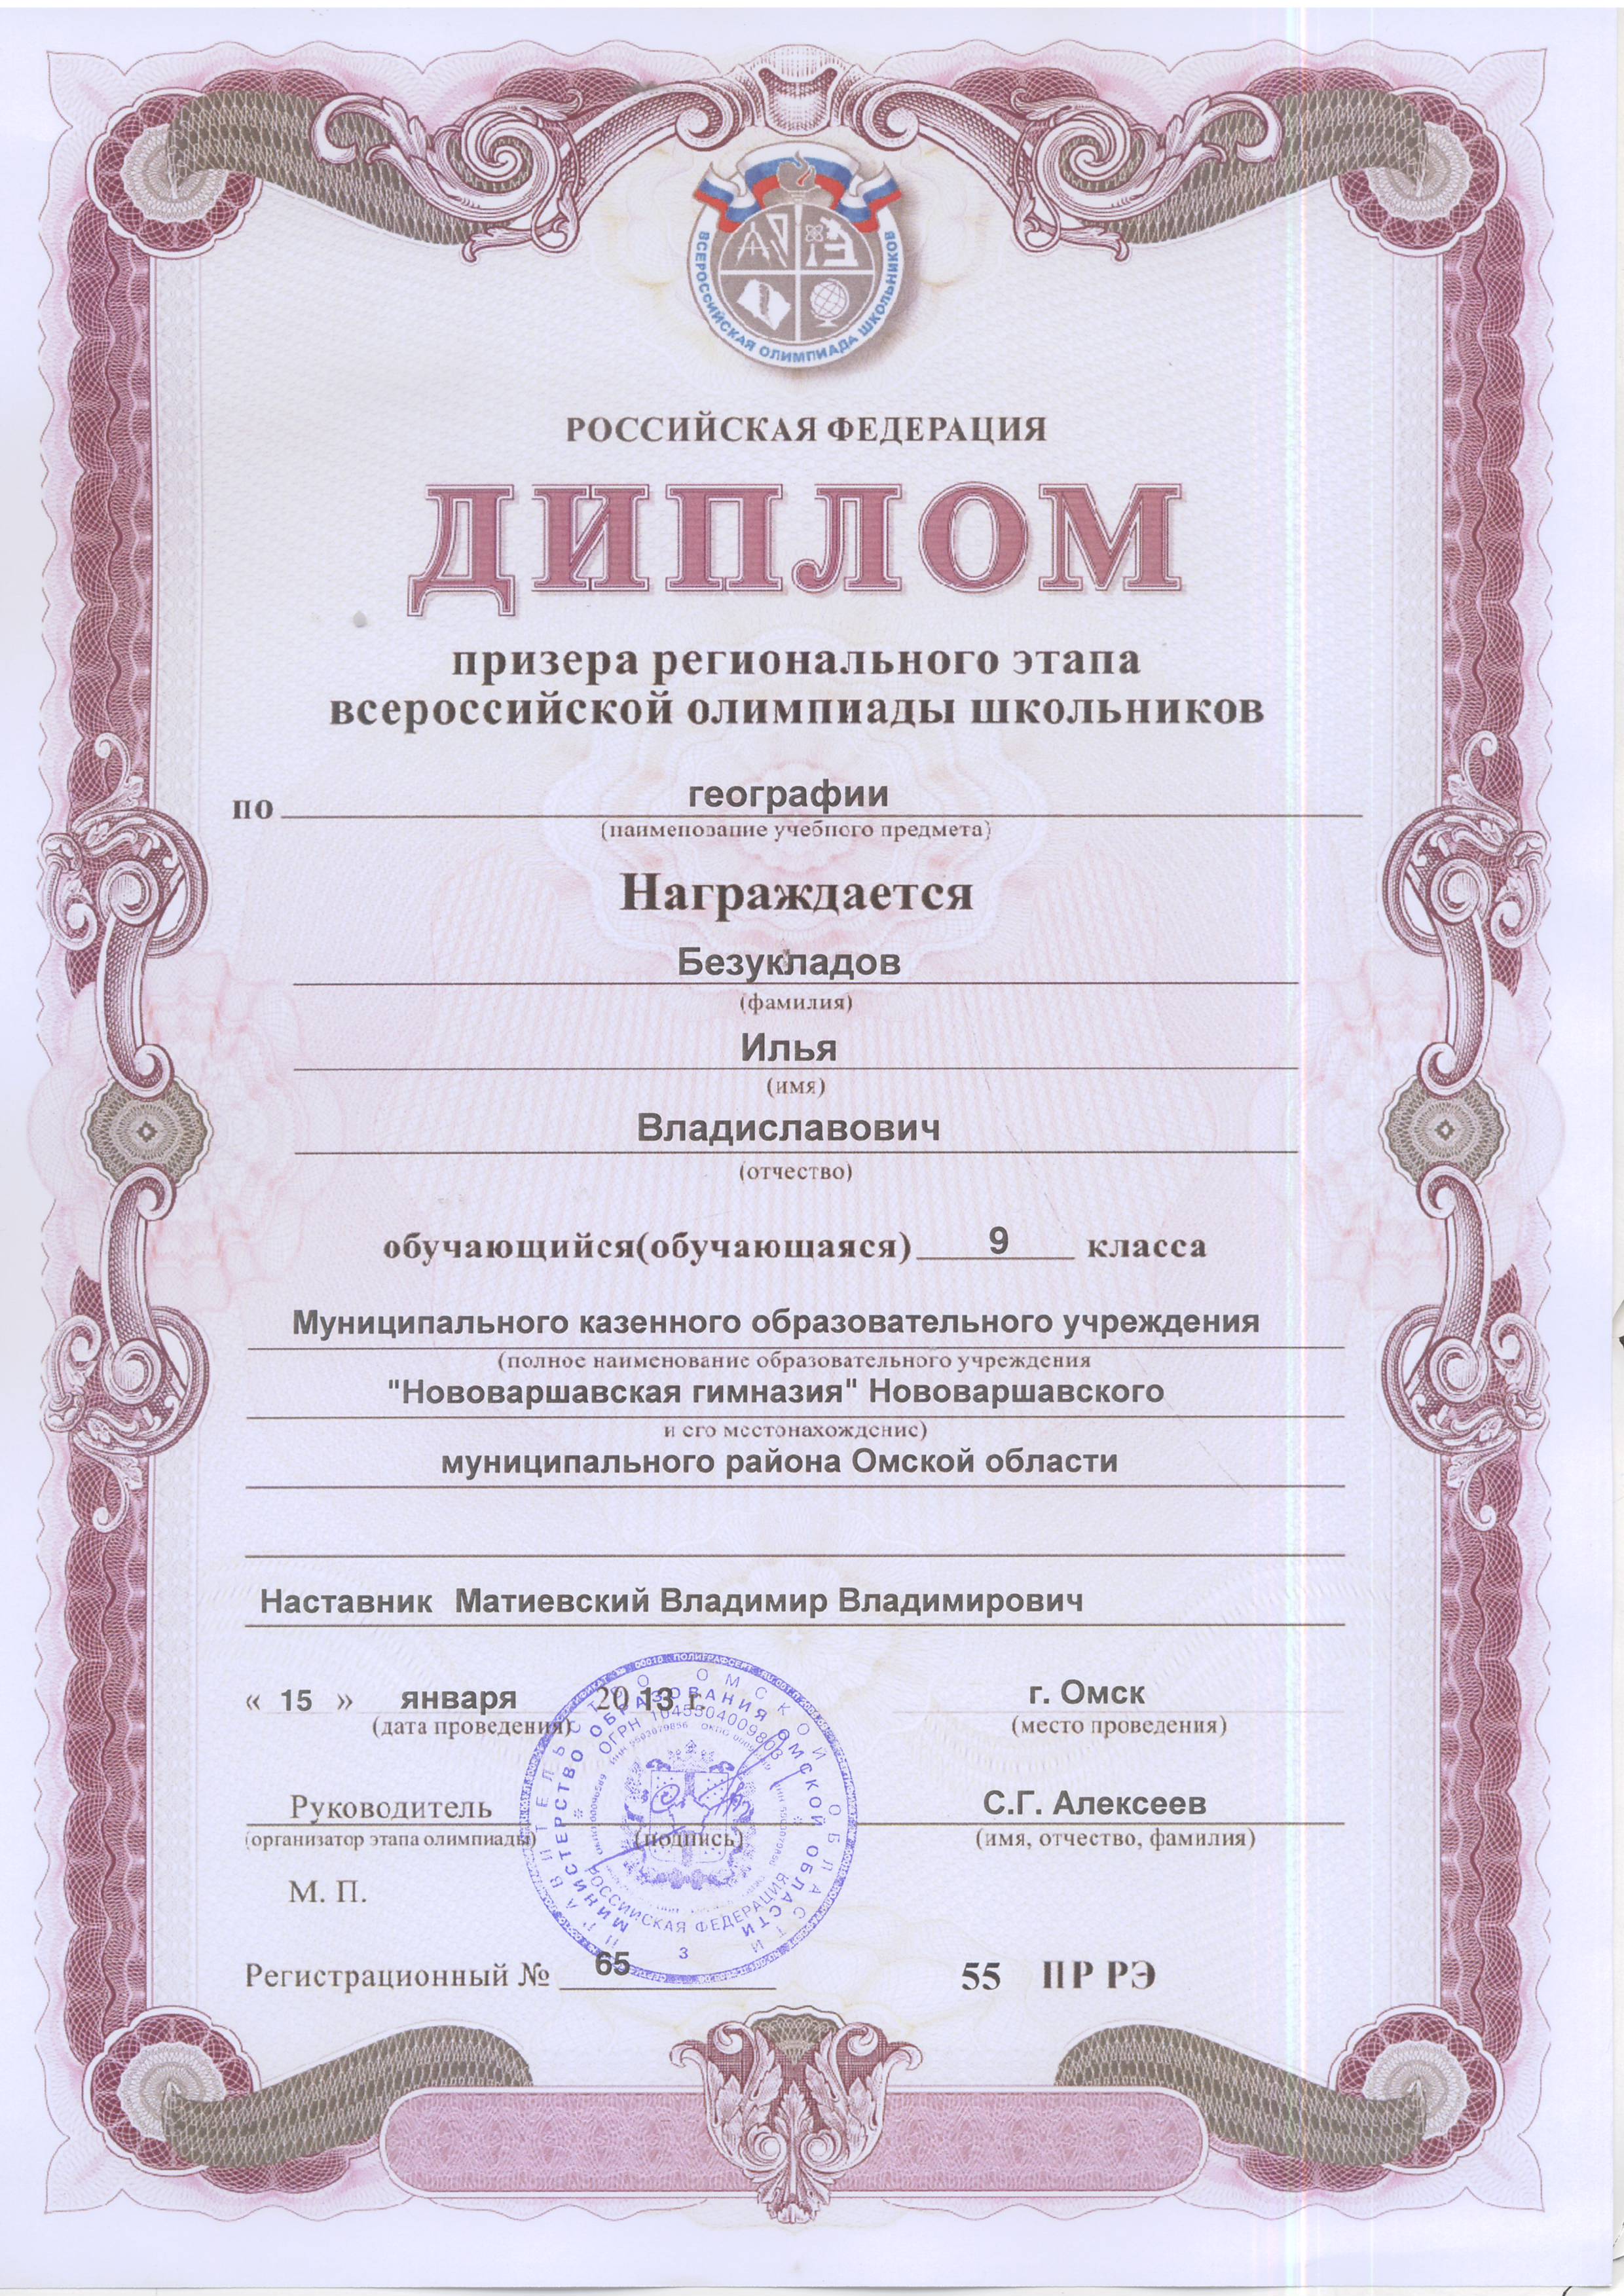 ВСЕРОССИЙСКАЯ ОЛИМПИАДА ШКОЛЬНИКОВ
РОССИЙСКАЯ ФЕДЕРАЦИЯ
ДИПЛОМ
призера регионального этапа
всероссийской олимпиады школьников
по географии
(наименование учебного предмета)
Награждается
Безукладов
(фамилия)
Илья
(имя)
Владиславович
(отчество)
обучающийся(обучающаяся) 9 класса
Муниципального казенного образовательного учреждения
(полное наименование образовательного учреждения
"Нововаршавская гимназия" Нововаршавского
и его местонахождение)
муниципального района Омской области
Наставник Матиевский Владимир Владимирович
« 15 » января 20 13 г. г. Омск
(дата проведения) (место проведения)
Руководитель С.Г. Алексеев
(организатор этапа олимпиады) (подпись) (имя, отчество, фамилия)
М. П.
ПРАВИТЕЛЬСТВО ОМСКОЙ ОБЛАСТИ
МИНИСТЕРСТВО ОБРАЗОВАНИЯ ОМСКОЙ ОБЛАСТИ
РОССИЙСКАЯ ФЕДЕРАЦИЯ
3
Регистрационный № 65 55 ПР РЭ